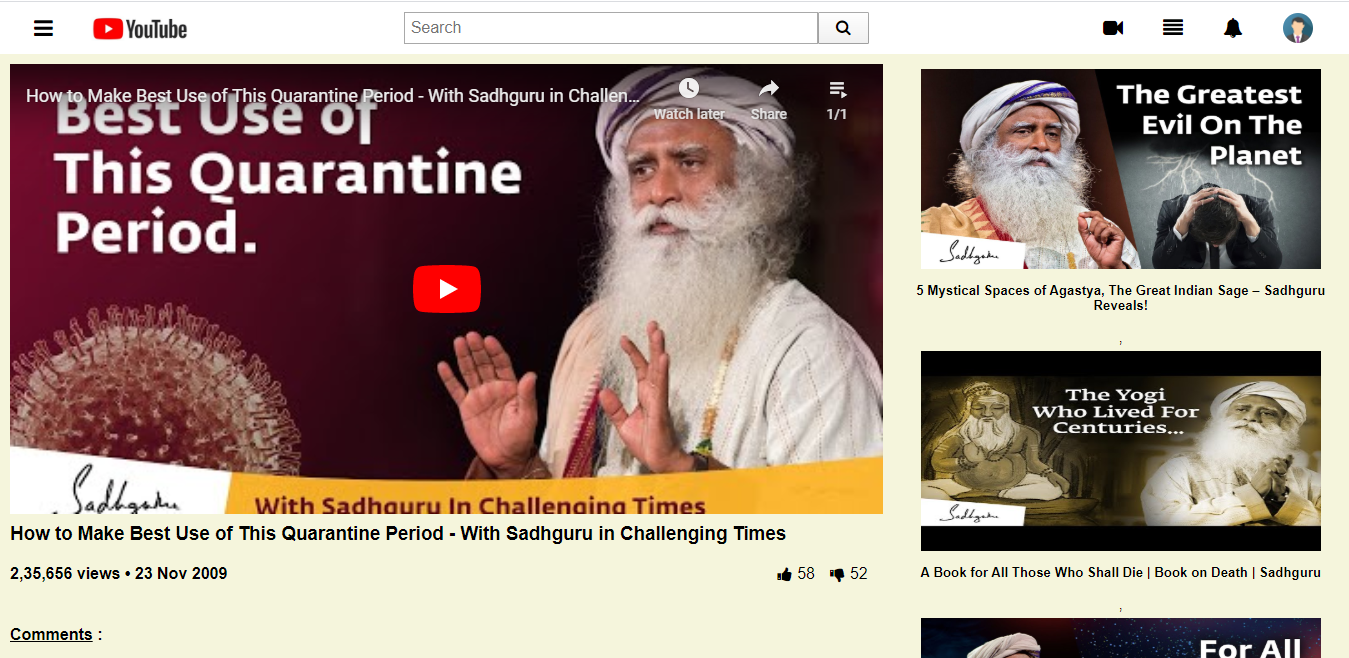 YouTube
Search
How to Make Best Use of This Quarantine Period - With Sadhguru in Challen...
Watch later
Share
1/1
Best Use of
This Quarantine
Period.
Sadhguru
With Sadhguru In Challenging Times
How to Make Best Use of This Quarantine Period - With Sadhguru in Challenging Times
2,35,656 views • 23 Nov 2009
58
52
Comments :
The Greatest
Evil On The
Planet
Sadhguru
5 Mystical Spaces of Agastya, The Great Indian Sage – Sadhguru
Reveals!
,
The Yogi
Who Lived For
Centuries...
Sadhguru
A Book for All Those Who Shall Die | Book on Death | Sadhguru
,
For All